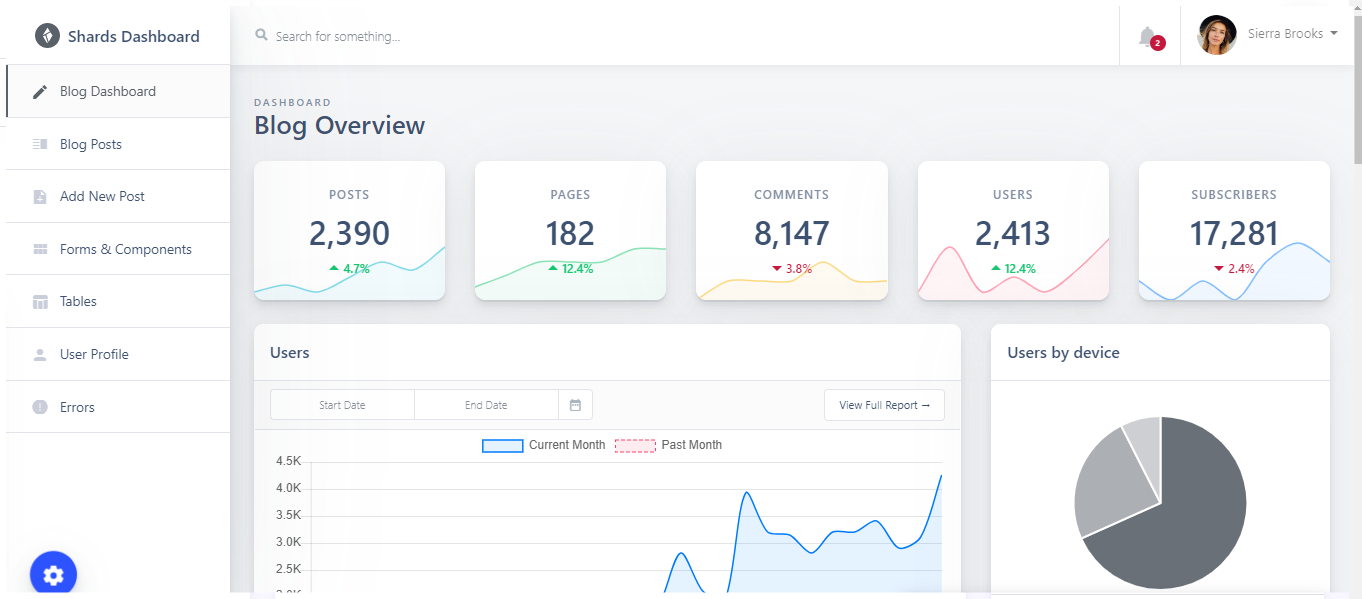 Shards Dashboard
Search for something...
2
Sierra Brooks
Blog Dashboard
Blog Posts
Add New Post
Forms & Components
Tables
User Profile
Errors
DASHBOARD
Blog Overview
POSTS
2,390
4.7%
PAGES
182
12.4%
COMMENTS
8,147
3.8%
USERS
2,413
12.4%
SUBSCRIBERS
17,281
2.4%
Users
Start Date
End Date
View Full Report →
Current Month
Past Month
4.5K
4.0K
3.5K
3.0K
2.5K
2.0K
Users by device